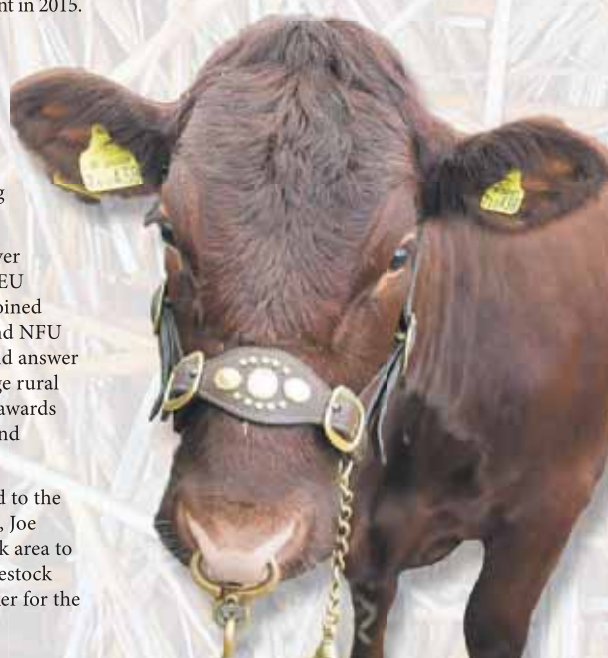 nt in 2015.
g
ver
EU
oined
nd NFU
nd answer
ge rural
awards
nd
d to the
, Joe
k area to
estock
er for the